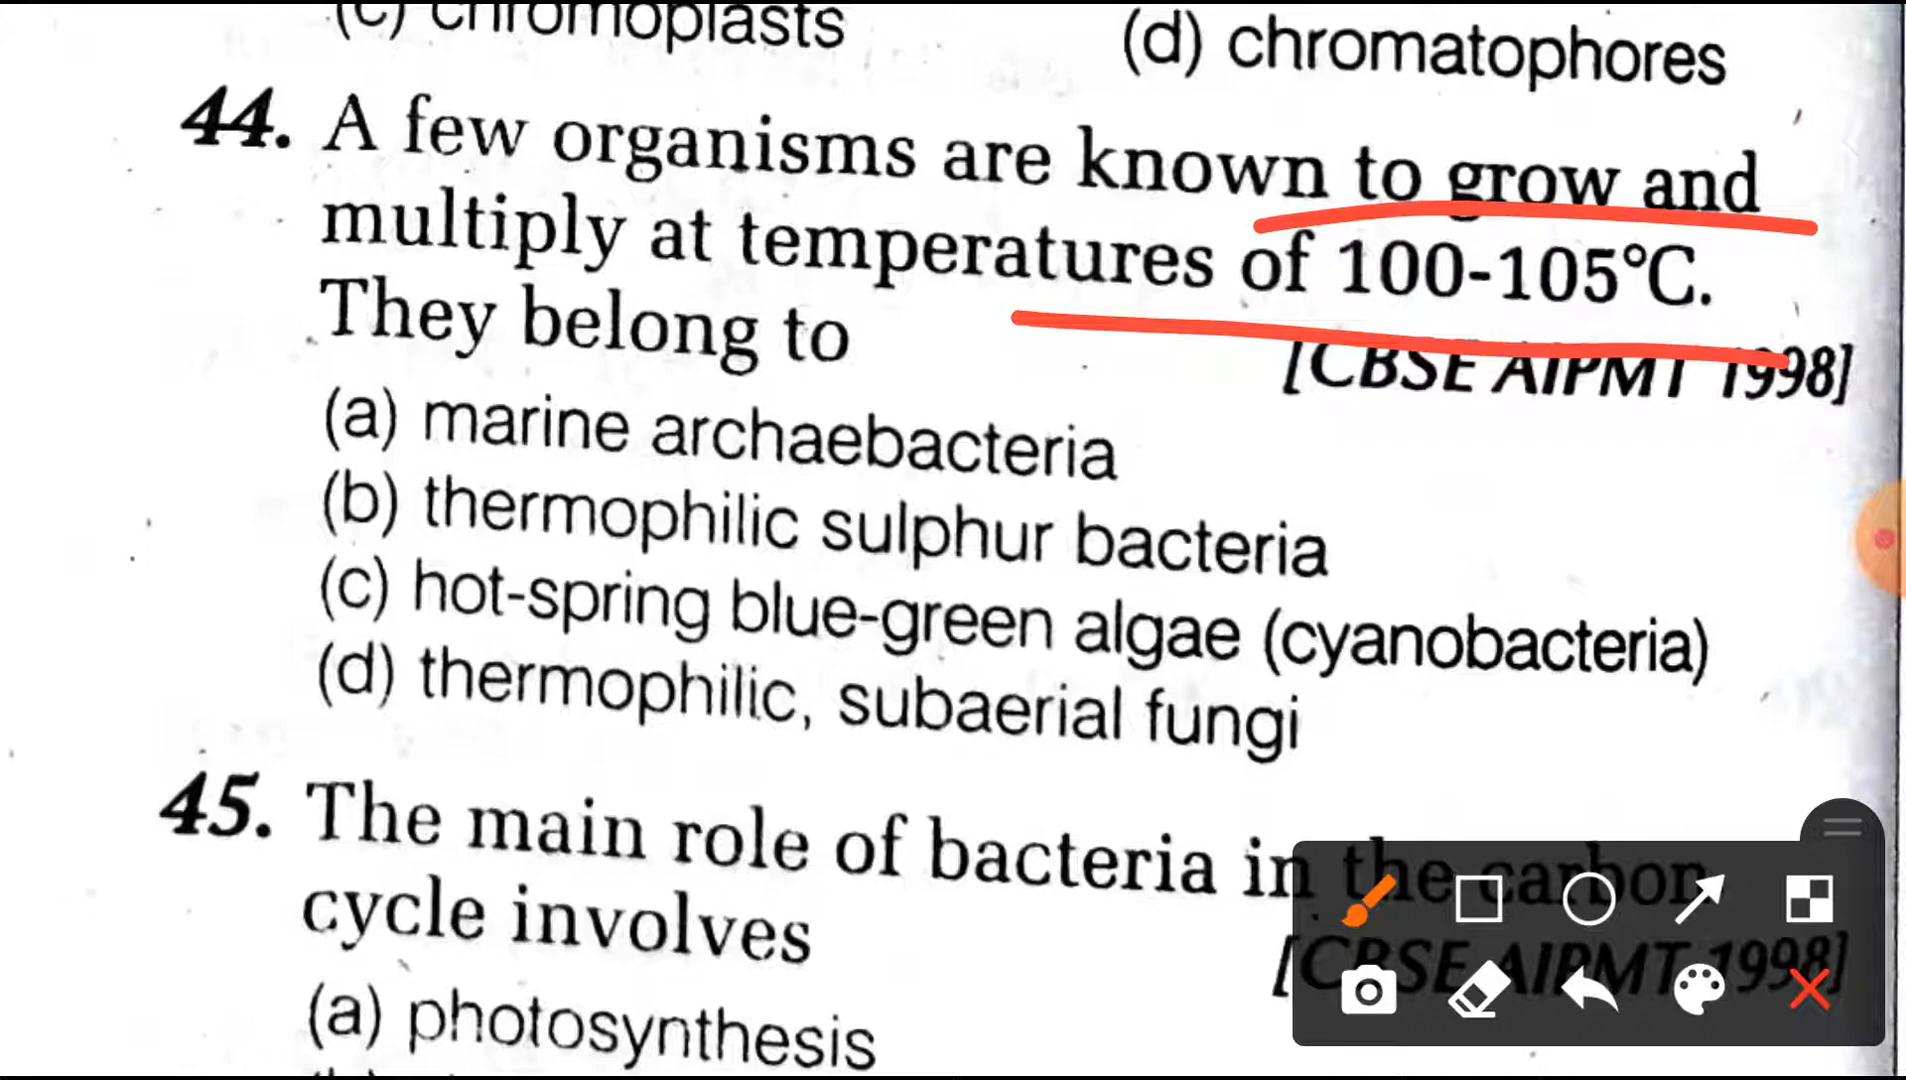 (c) chromoplasts (d) chromatophores
44. A few organisms are known to grow and
multiply at temperatures of 100-105°C.
They belong to [CBSE AIPMT 1998]
(a) marine archaebacteria
(b) thermophilic sulphur bacteria
(c) hot-spring blue-green algae (cyanobacteria)
(d) thermophilic, subaerial fungi
45. The main role of bacteria in the carbon
cycle involves [CBSE AIPMT 1998]
(a) photosynthesis